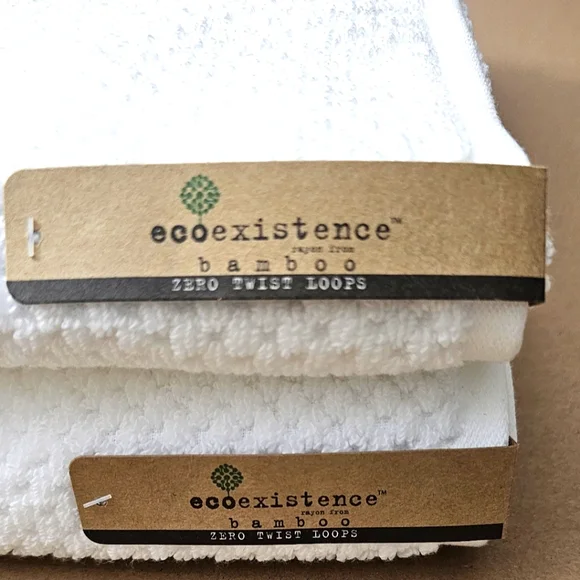 ecoexistence™
rayon from
bamboo
ZERO TWIST LOOPS
ecoexistence™
rayon from
bamboo
ZERO TWIST LOOPS